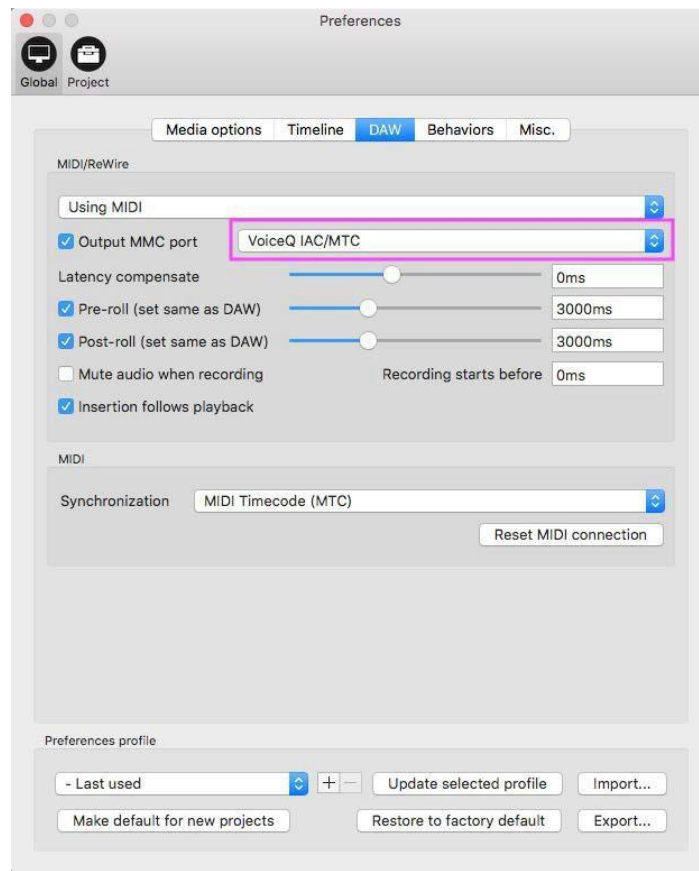 Preferences
Global Project
Media options Timeline DAW Behaviors Misc.
MIDI/ReWire
Using MIDI
Output MMC port VoiceQ IAC/MTC
Latency compensate 0ms
Pre-roll (set same as DAW) 3000ms
Post-roll (set same as DAW) 3000ms
Mute audio when recording Recording starts before 0ms
Insertion follows playback
MIDI
Synchronization MIDI Timecode (MTC)
Reset MIDI connection
Preferences profile
- Last used + − Update selected profile Import...
Make default for new projects Restore to factory default Export...